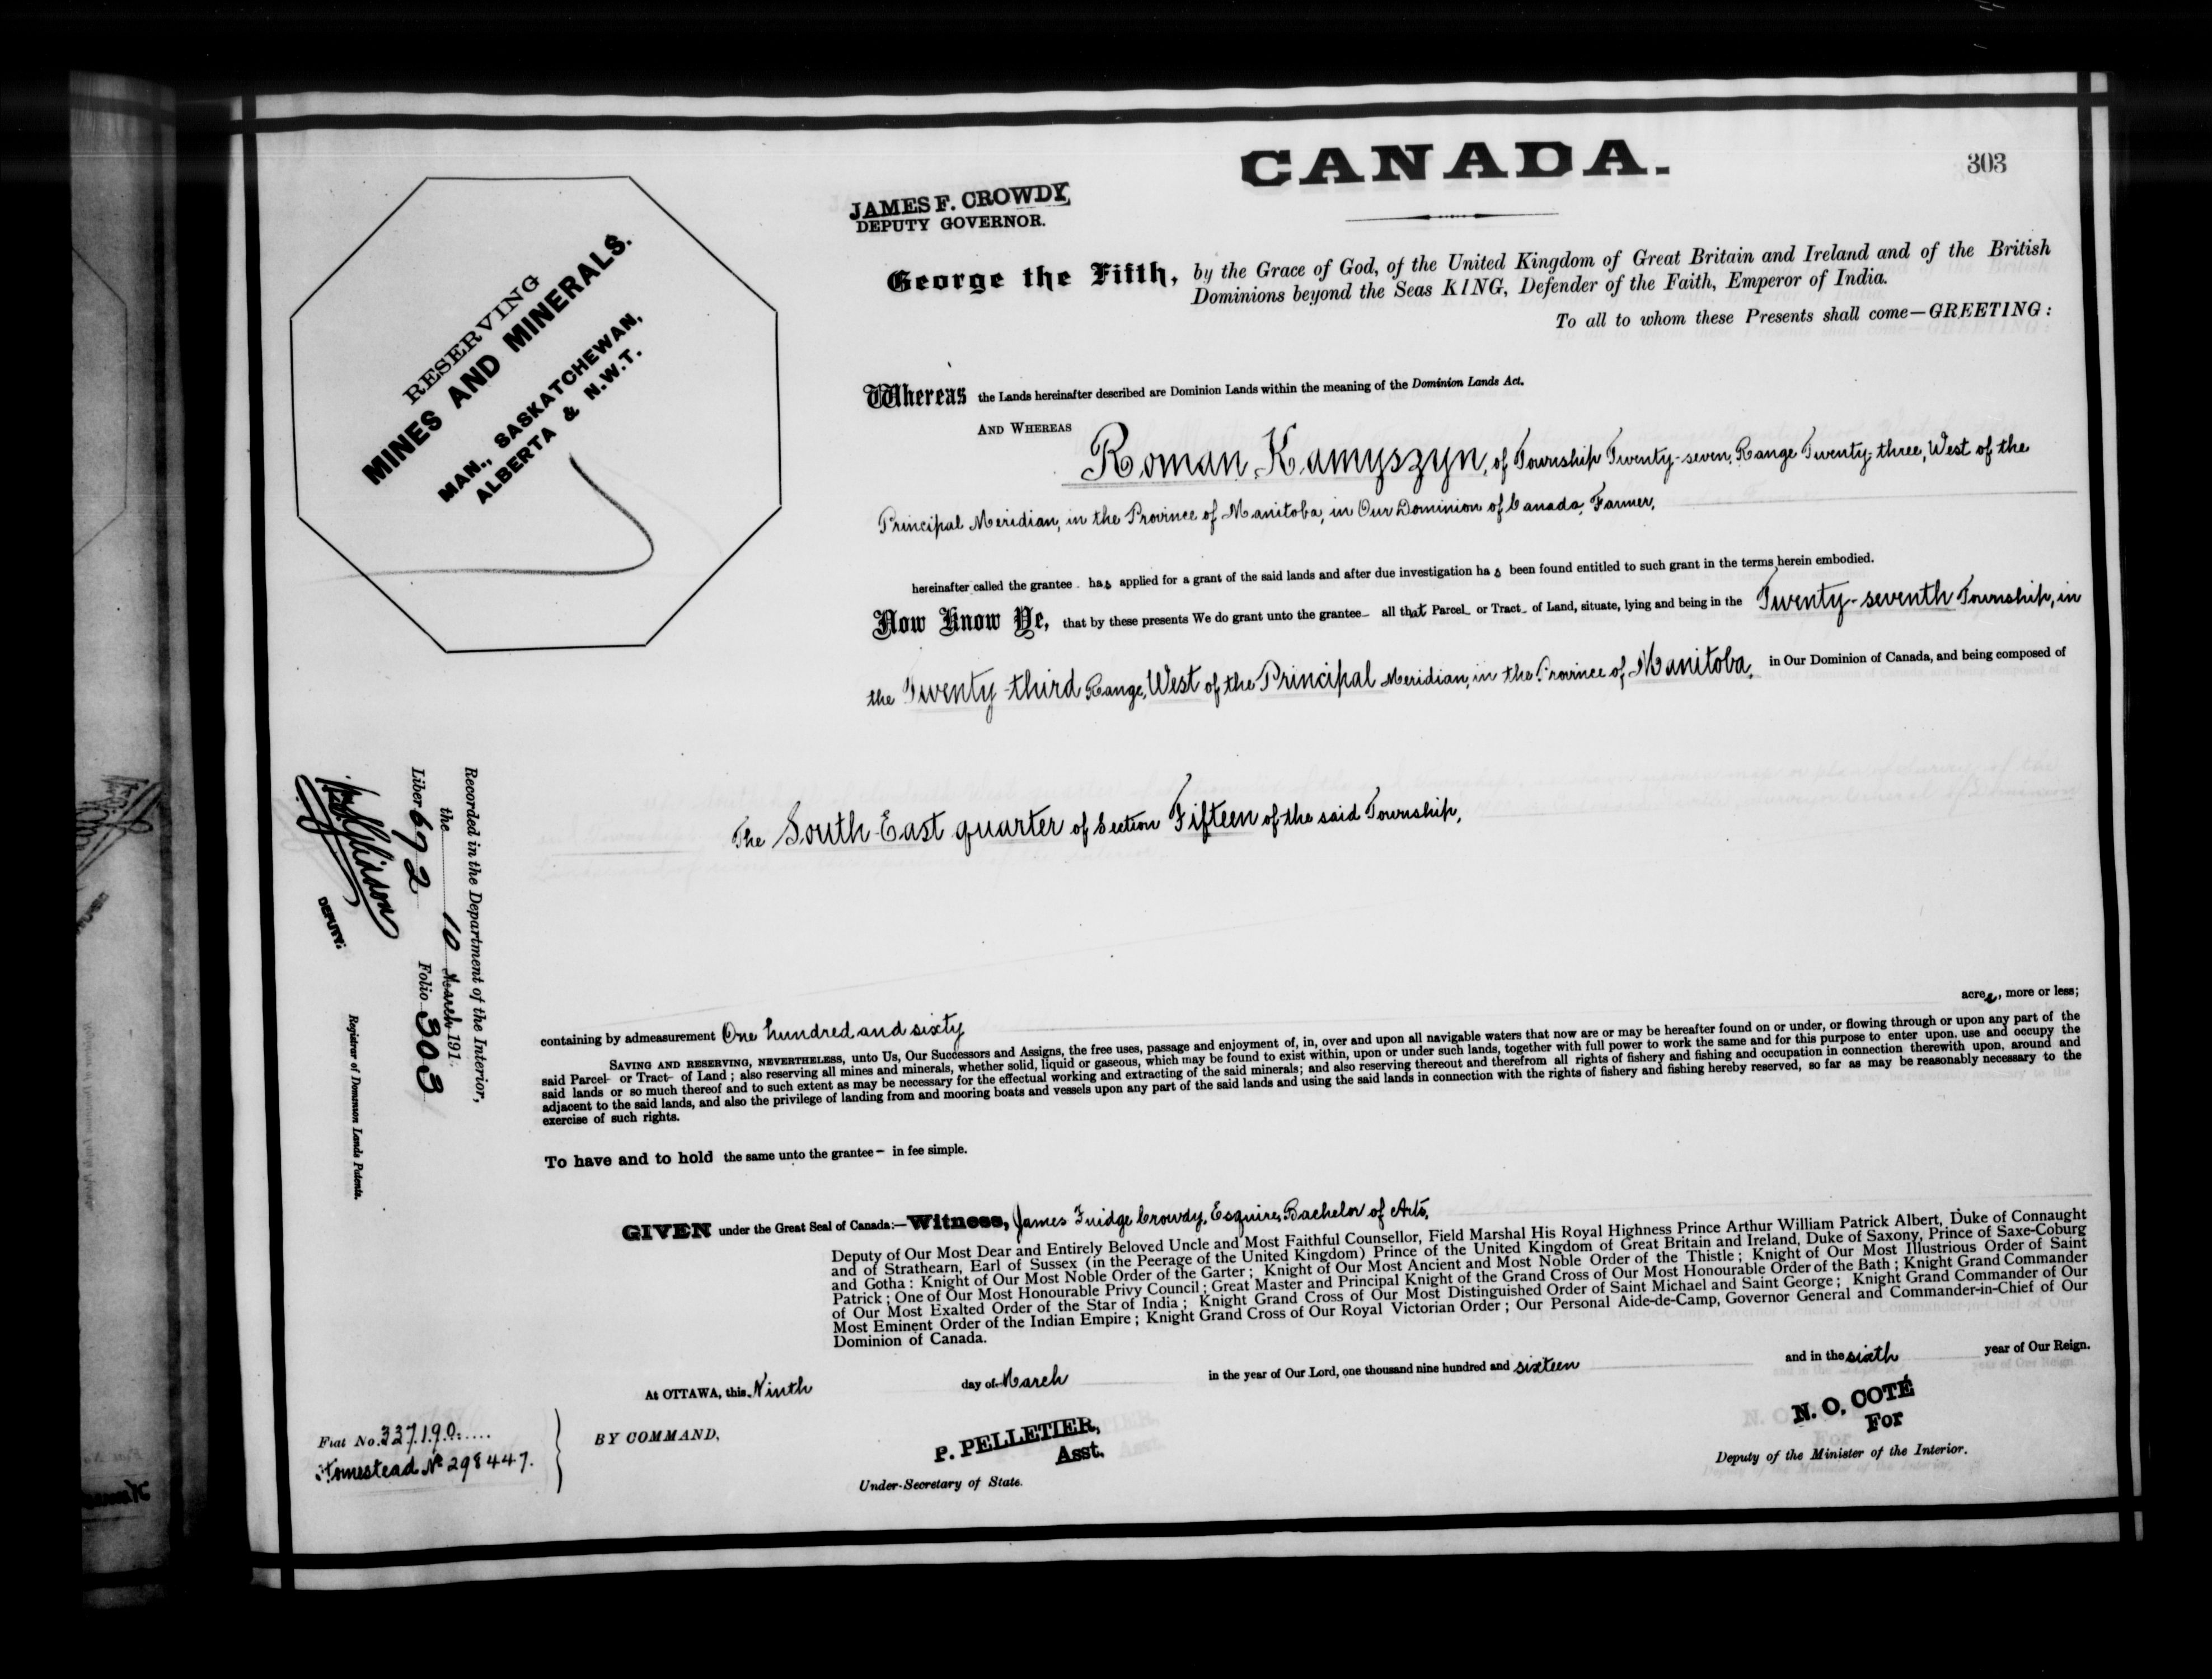 CANADA.
303
JAMES F. CROWDY,
DEPUTY GOVERNOR.
George the Fifth, by the Grace of God, of the United Kingdom of Great Britain and Ireland and of the British
Dominions beyond the Seas KING, Defender of the Faith, Emperor of India.
To all to whom these Presents shall come—GREETING:
RESERVING
MINES AND MINERALS.
MAN., SASKATCHEWAN,
ALBERTA & N.W.T.
Whereas the Lands hereinafter described are Dominion Lands within the meaning of the Dominion Lands Act.
AND WHEREAS
Roman Kamyszyn, of Township Twenty-seven, Range Twenty-three, West of the
Principal Meridian, in the Province of Manitoba, in Our Dominion of Canada, Farmer,
hereinafter called the grantee has applied for a grant of the said lands and after due investigation has been found entitled to such grant in the terms herein embodied.
Now Know Ye, that by these presents We do grant unto the grantee— all that Parcel or Tract of Land, situate, lying and being in the Twenty-seventh Township, in
the Twenty-third Range, West of the Principal Meridian, in the Province of Manitoba, in Our Dominion of Canada, and being composed of
The South East quarter of Section Fifteen of the said Township,
Recorded in the Department of the Interior,
the 10 March 191
Liber 672 Folio 303
DEPUTY.
Registrar of Dominion Lands Patents.
containing by admeasurement One hundred and sixty acres, more or less;
SAVING AND RESERVING, NEVERTHELESS, unto Us, Our Successors and Assigns, the free uses, passage and enjoyment of, in, over and upon all navigable waters that now are or may be hereafter found on or under, or flowing through or upon any part of the
said Parcel- or Tract- of Land; also reserving all mines and minerals, whether solid, liquid or gaseous, which may be found to exist within, upon or under such lands, together with full power to work the same and for this purpose to enter upon, use and occupy the
said lands or so much thereof and to such extent as may be necessary for the effectual working and extracting of the said minerals; and also reserving thereout and therefrom all rights of fishery and fishing and occupation in connection therewith upon, around and
adjacent to the said lands, and also the privilege of landing from and mooring boats and vessels upon any part of the said lands and using the said lands in connection with the rights of fishery and fishing hereby reserved, so far as may be reasonably necessary to the
exercise of such rights.
To have and to hold the same unto the grantee — in fee simple.
GIVEN under the Great Seal of Canada:—Witness, James Fuidge Crowdy, Esquire, Bachelor of Arts,
Deputy of Our Most Dear and Entirely Beloved Uncle and Most Faithful Counsellor, Field Marshal His Royal Highness Prince Arthur William Patrick Albert, Duke of Connaught
and of Strathearn, Earl of Sussex (in the Peerage of the United Kingdom) Prince of the United Kingdom of Great Britain and Ireland, Duke of Saxony, Prince of Saxe-Coburg
and Gotha: Knight of Our Most Noble Order of the Garter; Knight of Our Most Ancient and Most Noble Order of the Thistle; Knight of Our Most Illustrious Order of Saint
Patrick; One of Our Most Honourable Privy Council; Great Master and Principal Knight of the Grand Cross of Our Most Honourable Order of the Bath; Knight Grand Commander
of Our Most Exalted Order of the Star of India; Knight Grand Cross of Our Most Distinguished Order of Saint Michael and Saint George; Knight Grand Commander of Our
Most Eminent Order of the Indian Empire; Knight Grand Cross of Our Royal Victorian Order; Our Personal Aide-de-Camp, Governor General and Commander-in-Chief of Our
Dominion of Canada.
At OTTAWA, this Ninth day of March in the year of Our Lord, one thousand nine hundred and sixteen and in the sixth year of Our Reign.
Fiat No. 337190
Homestead No 298447.
BY COMMAND,
P. PELLETIER,
Asst.
Under-Secretary of State.
N. O. COTÉ
For
Deputy of the Minister of the Interior.